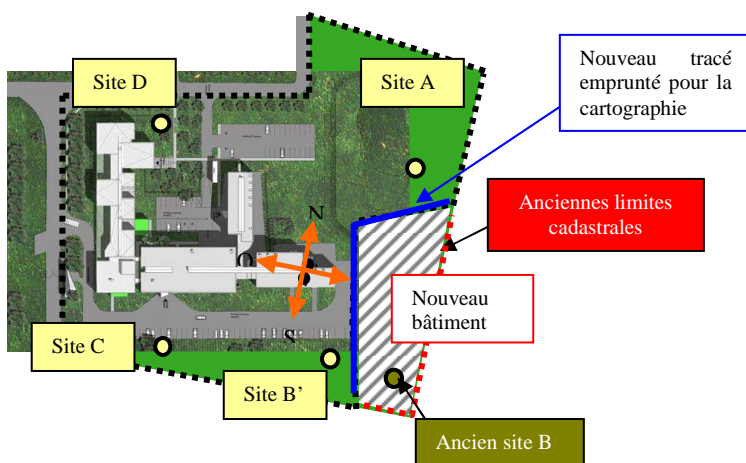 Site D
Site A
Nouveau tracé
emprunté pour la
cartographie
Anciennes limites
cadastrales
N
O
S
Nouveau
bâtiment
Site C
Site B’
Ancien site B